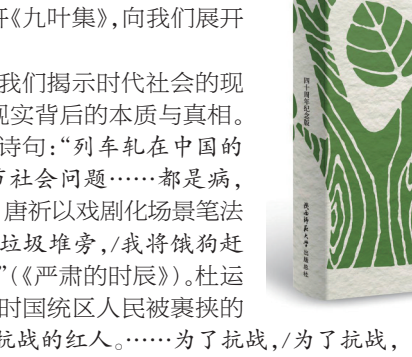 开《九叶集》,向我们展开
我们揭示时代社会的现
现实背后的本质与真相。
诗句:“列车轧在中国的
节社会问题……都是病,
唐祈以戏剧化场景笔法
垃圾堆旁,/我将饿狗赶
”(《严肃的时辰》)。杜运
时国统区人民被裹挟的
抗战的红人。……为了抗战,/为了抗战,
四十周年纪念版
陕西师范大学出版社